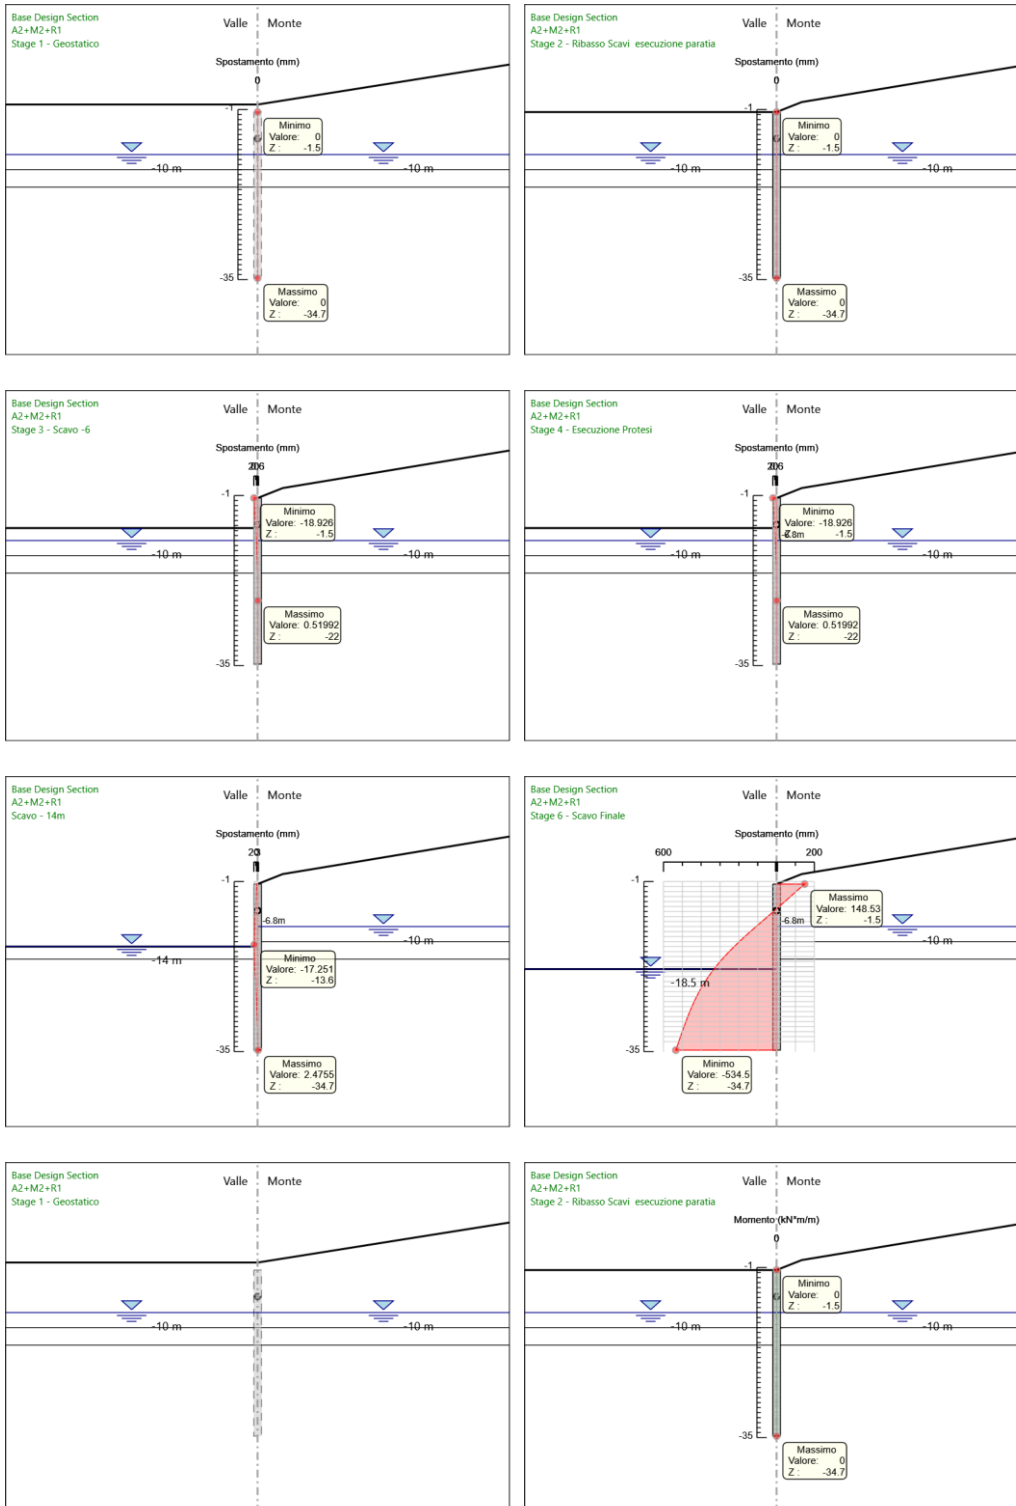 Base Design Section
A2+M2+R1
Stage 1 - Geostatico
Valle
Monte
Spostamento (mm)
0
-1
Minimo
Valore: 0
Z : -1.5
-10 m
-10 m
-35
Massimo
Valore: 0
Z : -34.7
Base Design Section
A2+M2+R1
Stage 2 - Ribasso Scavi esecuzione paratia
Valle
Monte
Spostamento (mm)
0
-1
Minimo
Valore: 0
Z : -1.5
-10 m
-10 m
-35
Massimo
Valore: 0
Z : -34.7
Base Design Section
A2+M2+R1
Stage 3 - Scavo -6
Valle
Monte
Spostamento (mm)
-1
Minimo
Valore: -18.926
Z : -1.5
-10 m
-10 m
Massimo
Valore: 0.51992
Z : -22
-35
Base Design Section
A2+M2+R1
Stage 4 - Esecuzione Protesi
Valle
Monte
Spostamento (mm)
-1
Minimo
Valore: -18.926
Z : -1.5
-10 m
-10 m
Massimo
Valore: 0.51992
Z : -22
-35
Base Design Section
A2+M2+R1
Scavo - 14m
Valle
Monte
Spostamento (mm)
-1
-6.8m
-10 m
-14 m
Minimo
Valore: -17.251
Z : -13.6
-35
Massimo
Valore: 2.4755
Z : -34.7
Base Design Section
A2+M2+R1
Stage 6 - Scavo Finale
Valle
Monte
Spostamento (mm)
600
200
-1
Massimo
Valore: 148.53
Z : -1.5
-6.8m
-10 m
-18.5 m
-35
Minimo
Valore: -534.5
Z : -34.7
Base Design Section
A2+M2+R1
Stage 1 - Geostatico
Valle
Monte
-10 m
-10 m
Base Design Section
A2+M2+R1
Stage 2 - Ribasso Scavi esecuzione paratia
Valle
Monte
Momento (kN*m/m)
0
-1
Minimo
Valore: 0
Z : -1.5
-10 m
-10 m
-35
Massimo
Valore: 0
Z : -34.7